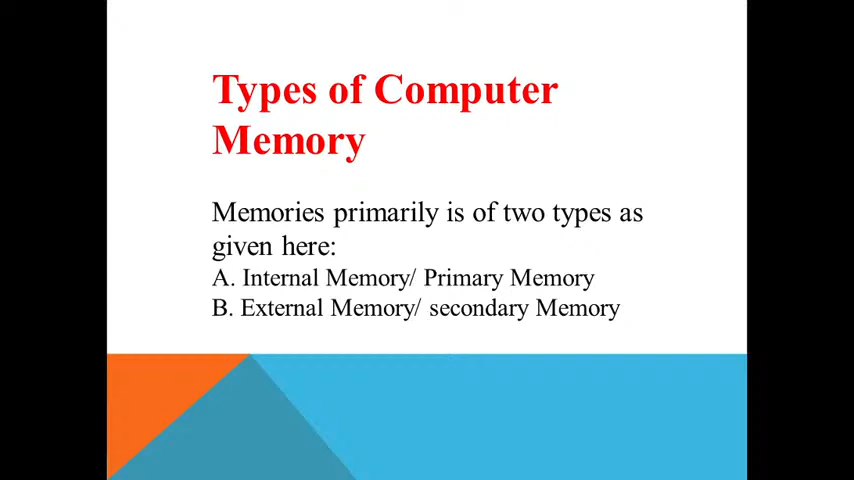 Types of Computer
Memory
Memories primarily is of two types as
given here:
A. Internal Memory/ Primary Memory
B. External Memory/ secondary Memory